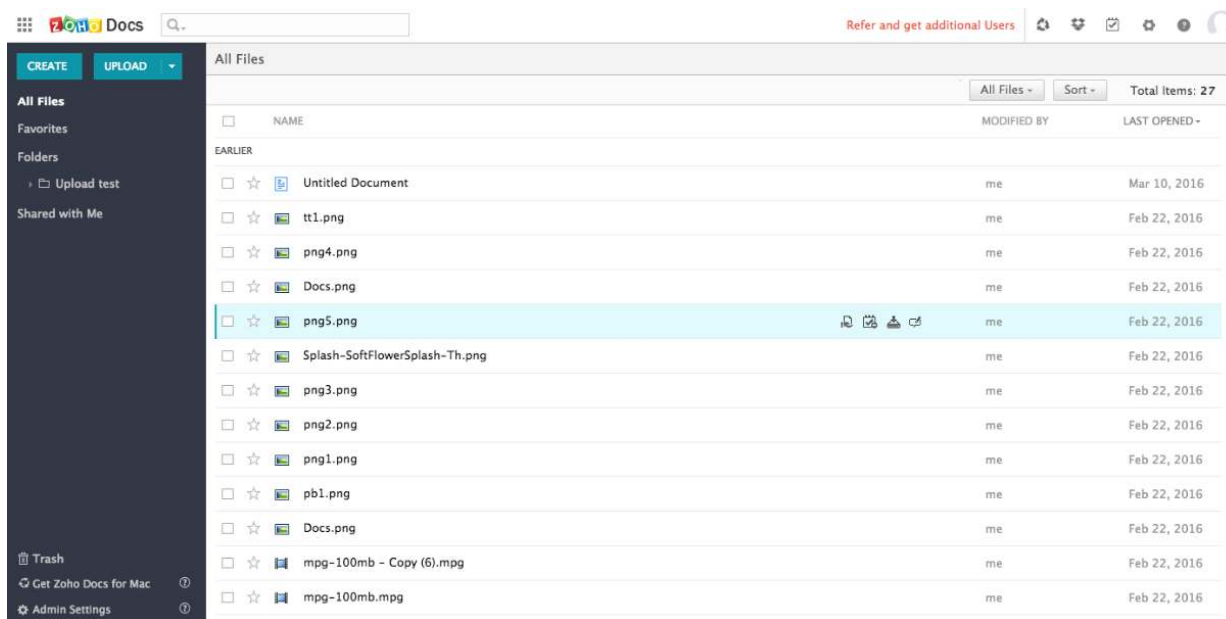 ZOHO Docs
Refer and get additional Users
CREATE UPLOAD
All Files
Favorites
Folders
Upload test
Shared with Me
Trash
Get Zoho Docs for Mac
Admin Settings
All Files
All Files Sort Total Items: 27
NAME MODIFIED BY LAST OPENED
EARLIER
Untitled Document me Mar 10, 2016
tt1.png me Feb 22, 2016
png4.png me Feb 22, 2016
Docs.png me Feb 22, 2016
png5.png me Feb 22, 2016
Splash-SoftFlowerSplash-Th.png me Feb 22, 2016
png3.png me Feb 22, 2016
png2.png me Feb 22, 2016
png1.png me Feb 22, 2016
pb1.png me Feb 22, 2016
Docs.png me Feb 22, 2016
mpg-100mb - Copy (6).mpg me Feb 22, 2016
mpg-100mb.mpg me Feb 22, 2016